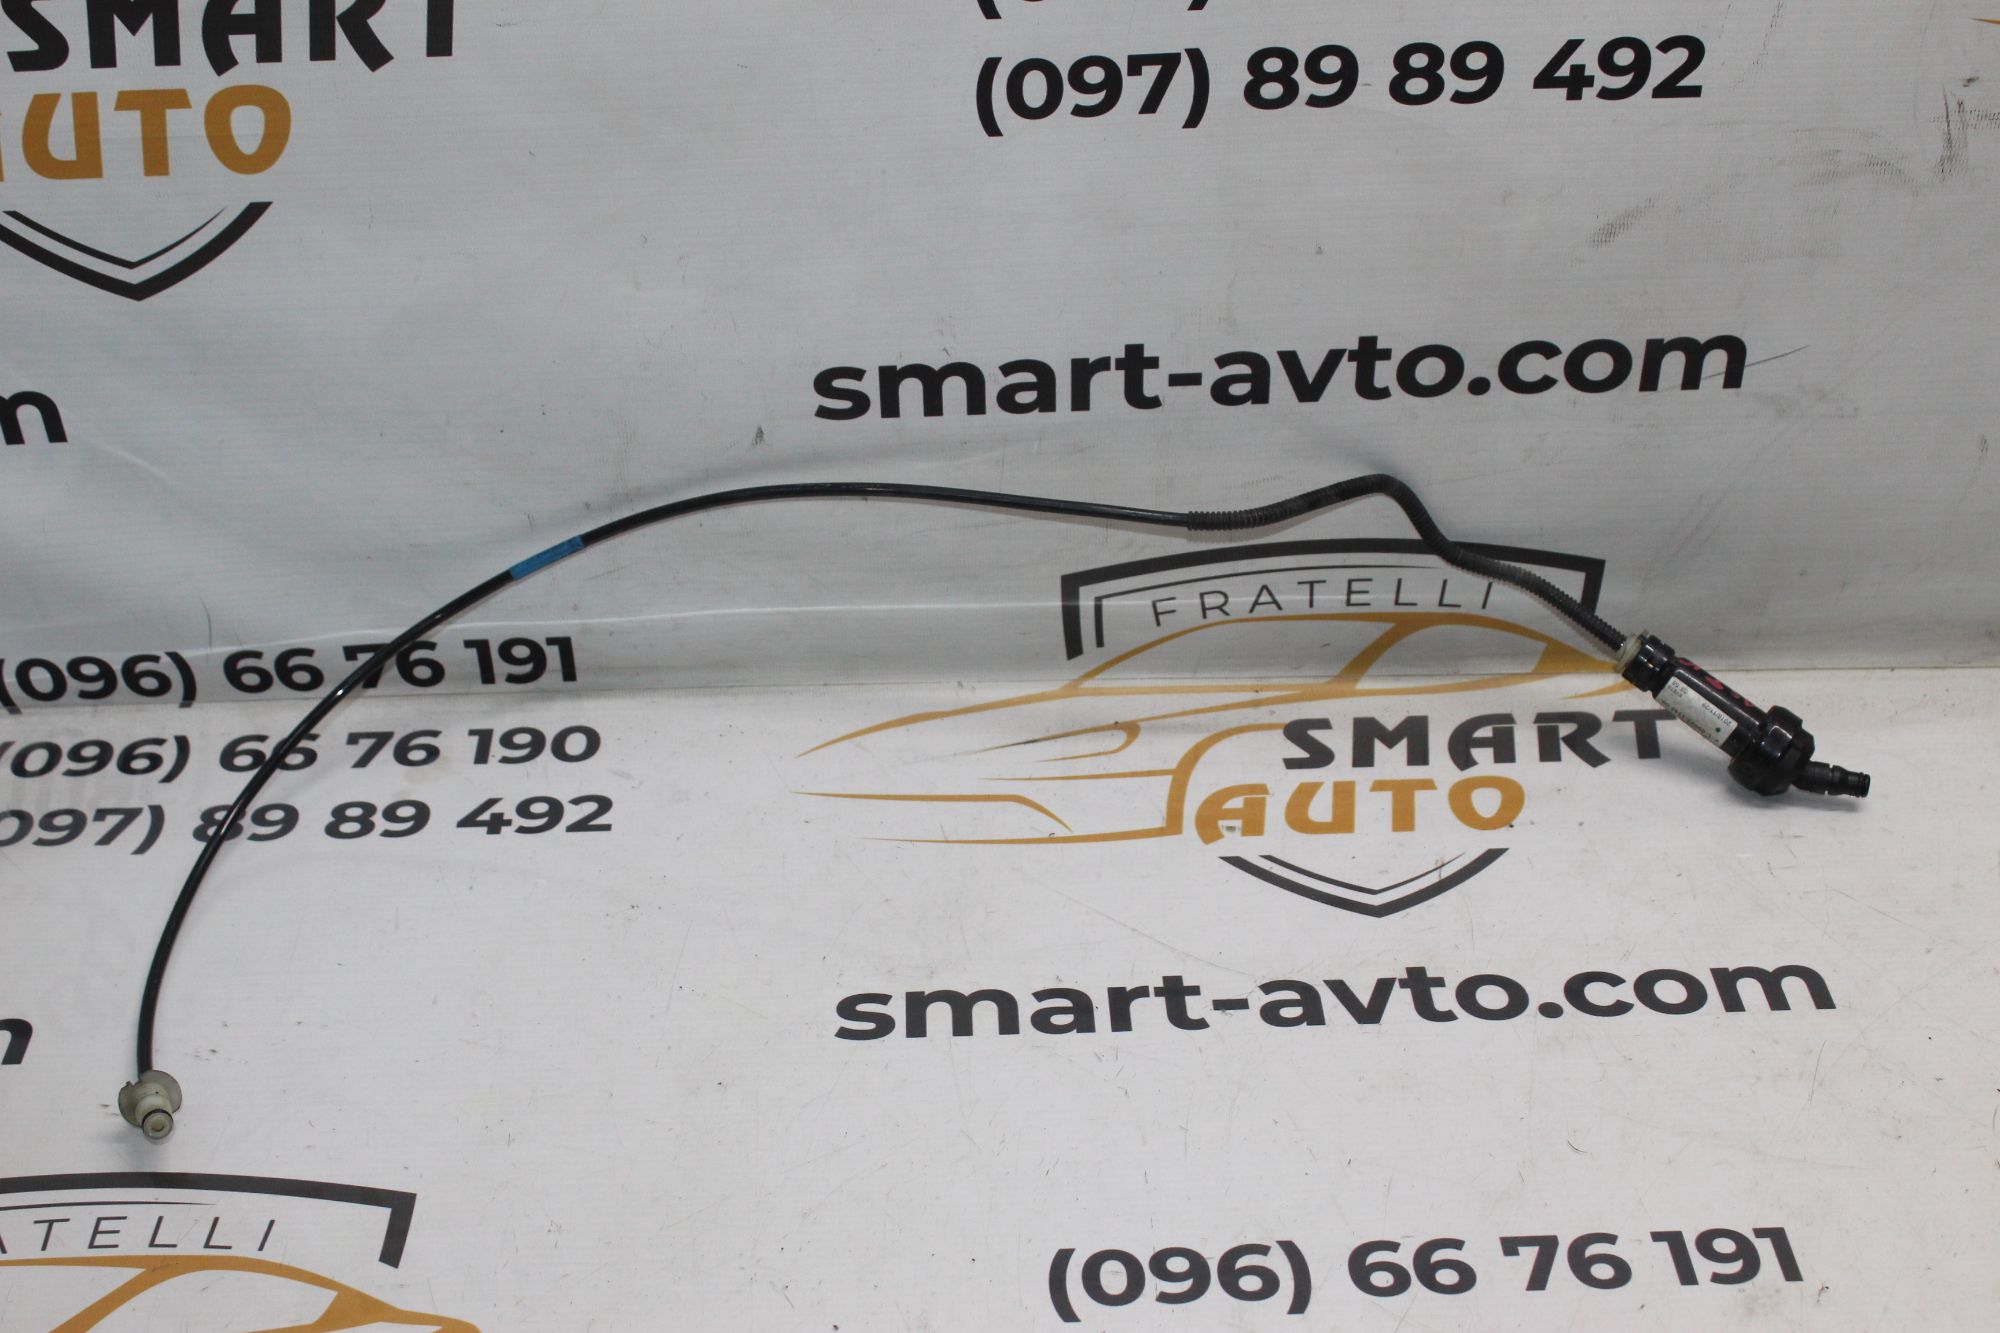 SMART
AUTO
(097) 89 89 492
smart-avto.com
m
(096) 66 76 191
(096) 66 76 190
097) 89 89 492
FRATELLI
SMART
AUTO
smart-avto.com
m
ATELLI
(096) 66 76 191